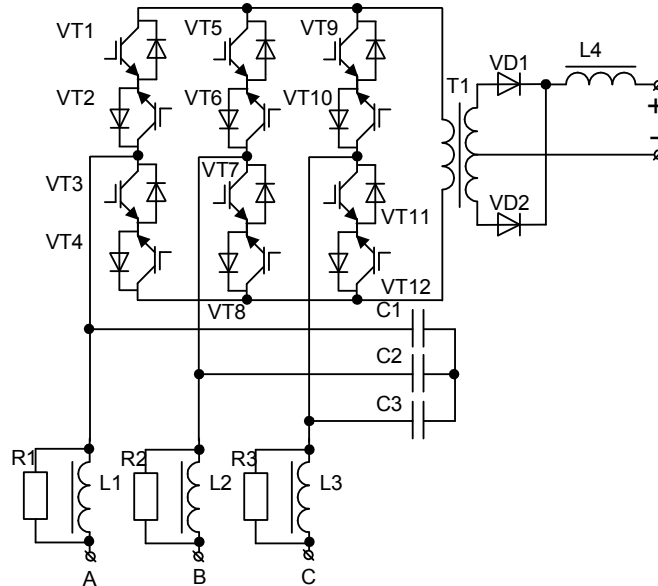 VT1 VT5 VT9
T1 VD1 L4
VT2 VT6 VT10
+
-
VT3 VT7
VD2
VT11
VT4
VT8 VT12
C1
C2
C3
R1 L1 R2 L2 R3 L3
A B C